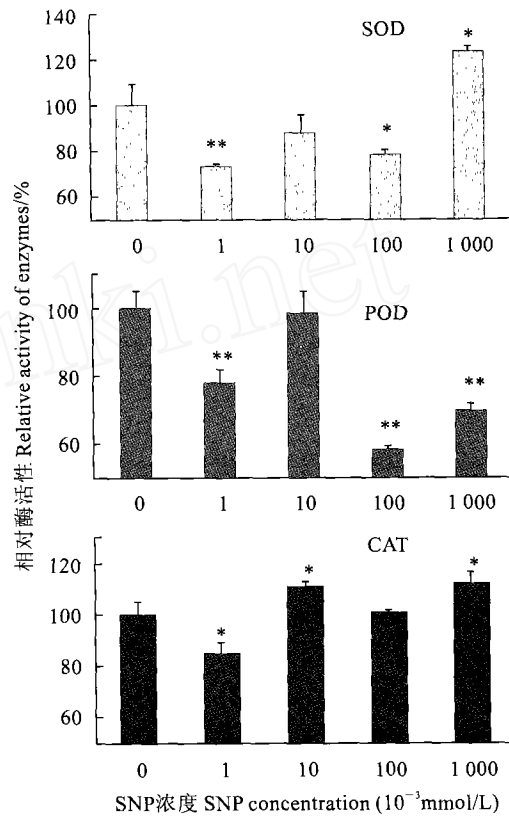 140
SOD
120
100
80
60
*
**
*
0 1 10 100 1 000
100
POD
80
60
**
**
**
0 1 10 100 1 000
120
CAT
100
80
60
*
*
*
0 1 10 100 1 000
相对酶活性 Relative activity of enzymes/%
SNP浓度 SNP concentration (10⁻³mmol/L)
nki.net